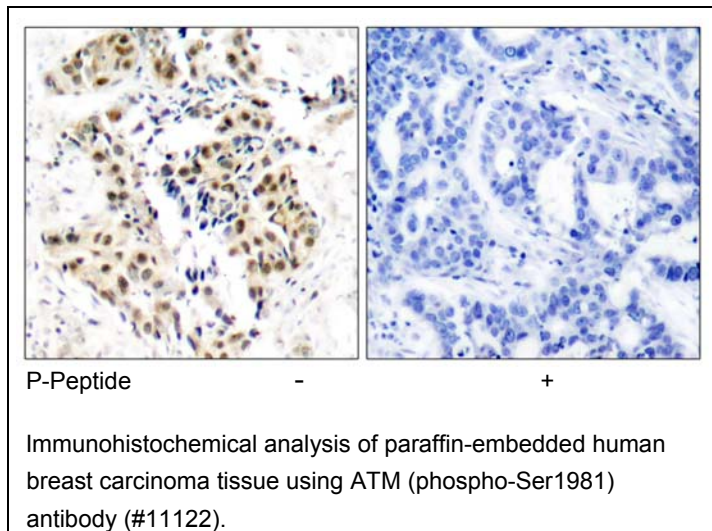 P-Peptide - +
Immunohistochemical analysis of paraffin-embedded human
breast carcinoma tissue using ATM (phospho-Ser1981)
antibody (#11122).